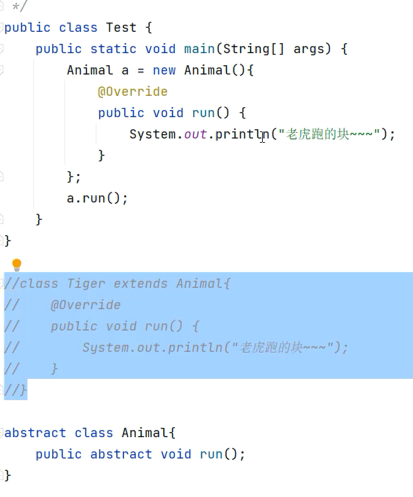 */
public class Test {
    public static void main(String[] args) {
        Animal a = new Animal(){
            @Override
            public void run() {
                System.out.println("老虎跑的块~~~");
            }
        };
        a.run();
    }
}
//class Tiger extends Animal{
//    @Override
//    public void run() {
//        System.out.println("老虎跑的块~~~");
//    }
//}
abstract class Animal{
    public abstract void run();
}